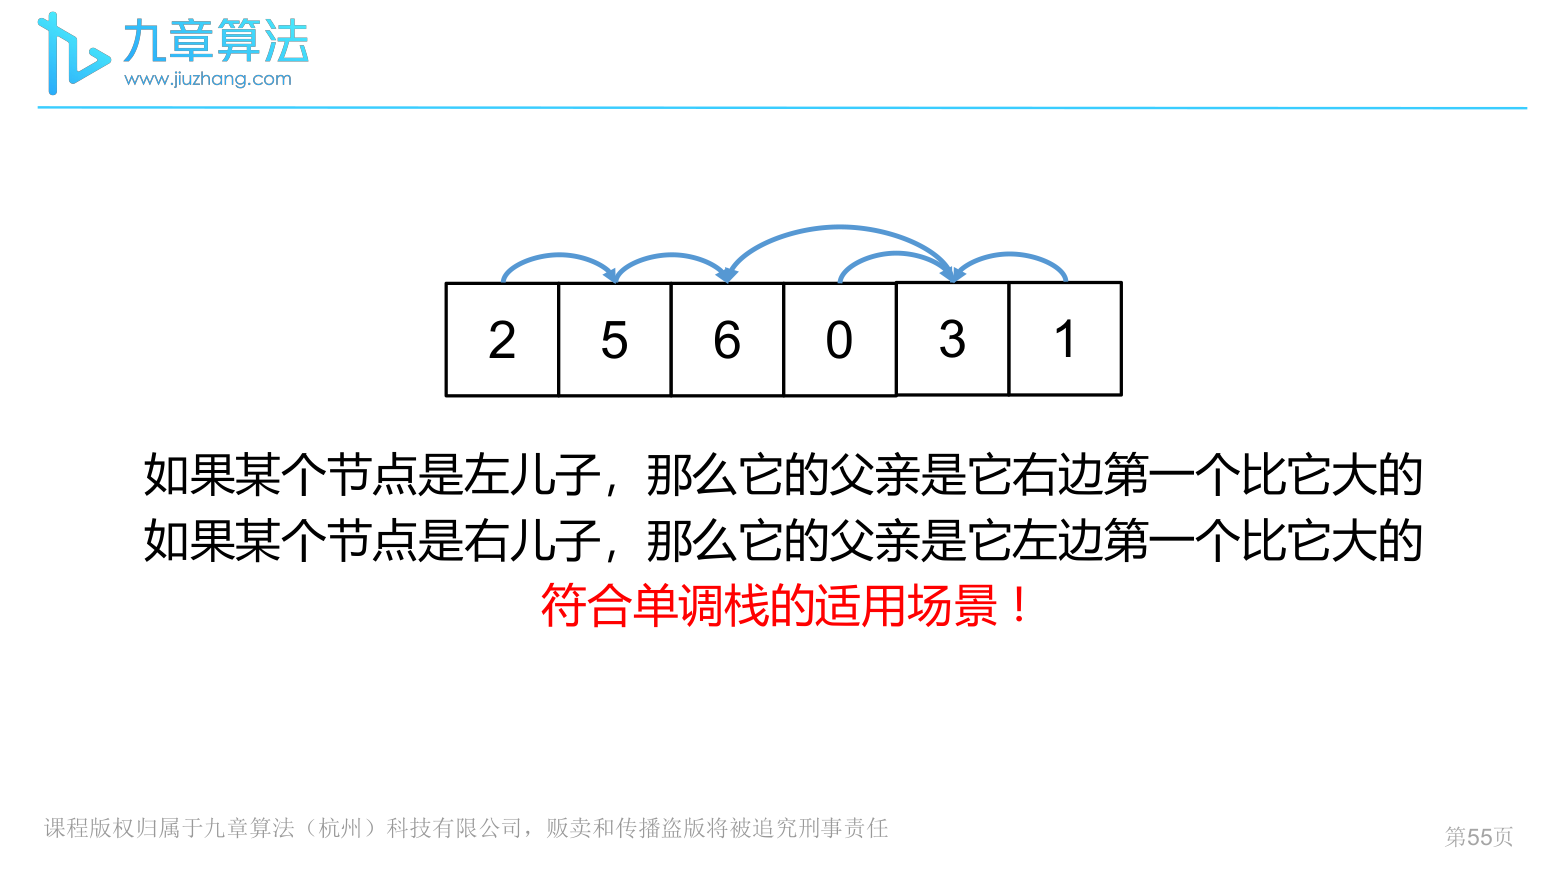 九章算法
www.jiuzhang.com
2 5 6 0 3 1
如果某个节点是左儿子，那么它的父亲是它右边第一个比它大的
如果某个节点是右儿子，那么它的父亲是它左边第一个比它大的
符合单调栈的适用场景！
课程版权归属于九章算法（杭州）科技有限公司，贩卖和传播盗版将被追究刑事责任
第55页